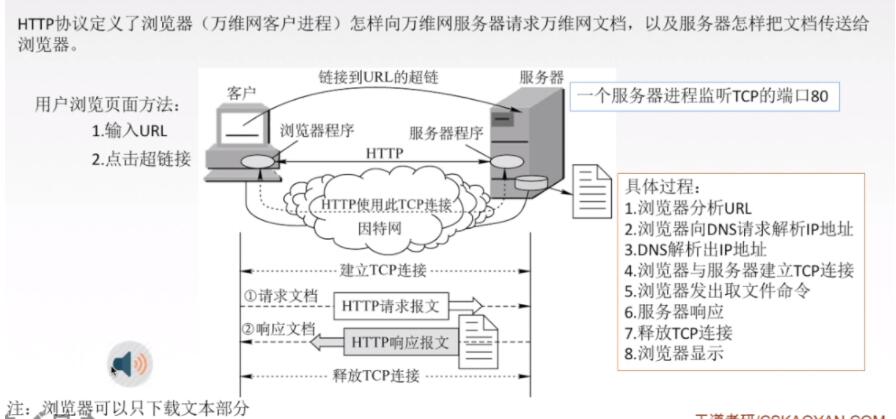 HTTP协议定义了浏览器（万维网客户进程）怎样向万维网服务器请求万维网文档，以及服务器怎样把文档传送给
浏览器。
用户浏览页面方法：
1.输入URL
2.点击超链接
链接到URL的超链
客户
服务器
一个服务器进程监听TCP的端口80
浏览器程序
服务器程序
HTTP
HTTP使用此TCP连接
因特网
建立TCP连接
①请求文档
HTTP请求报文
②响应文档
HTTP响应报文
释放TCP连接
具体过程：
1.浏览器分析URL
2.浏览器向DNS请求解析IP地址
3.DNS解析出IP地址
4.浏览器与服务器建立TCP连接
5.浏览器发出取文件命令
6.服务器响应
7.释放TCP连接
8.浏览器显示
注：浏览器可以只下载文本部分